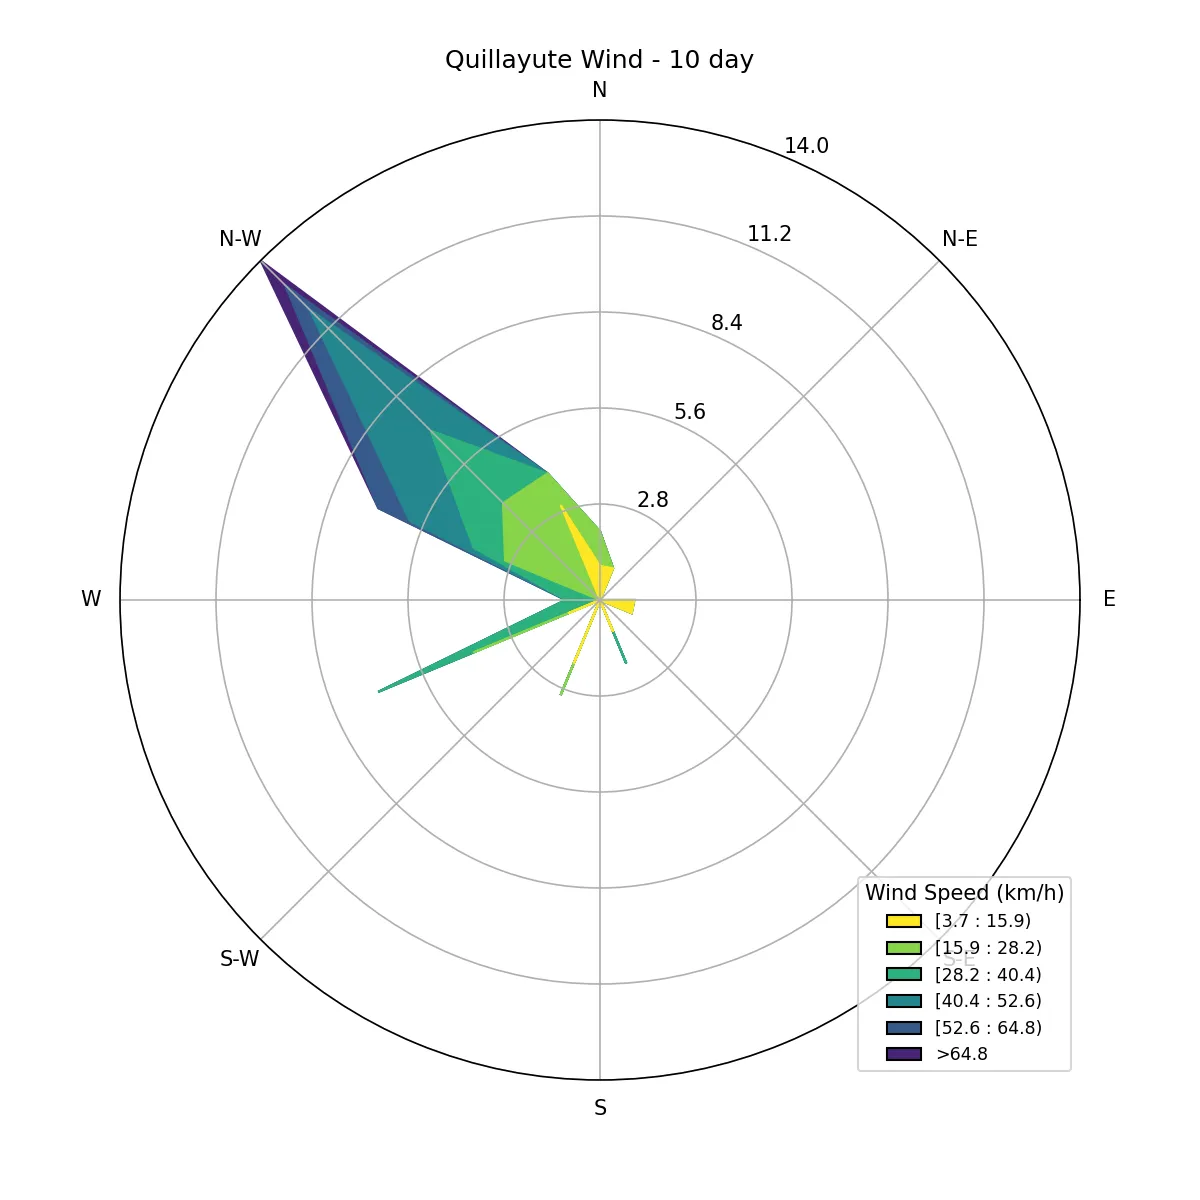 Quillayute Wind - 10 day
N
14.0
N-W
11.2
N-E
8.4
5.6
2.8
W
E
S-W
S-E
S
Wind Speed (km/h)
[3.7 : 15.9)
[15.9 : 28.2)
[28.2 : 40.4)
[40.4 : 52.6)
[52.6 : 64.8)
>64.8